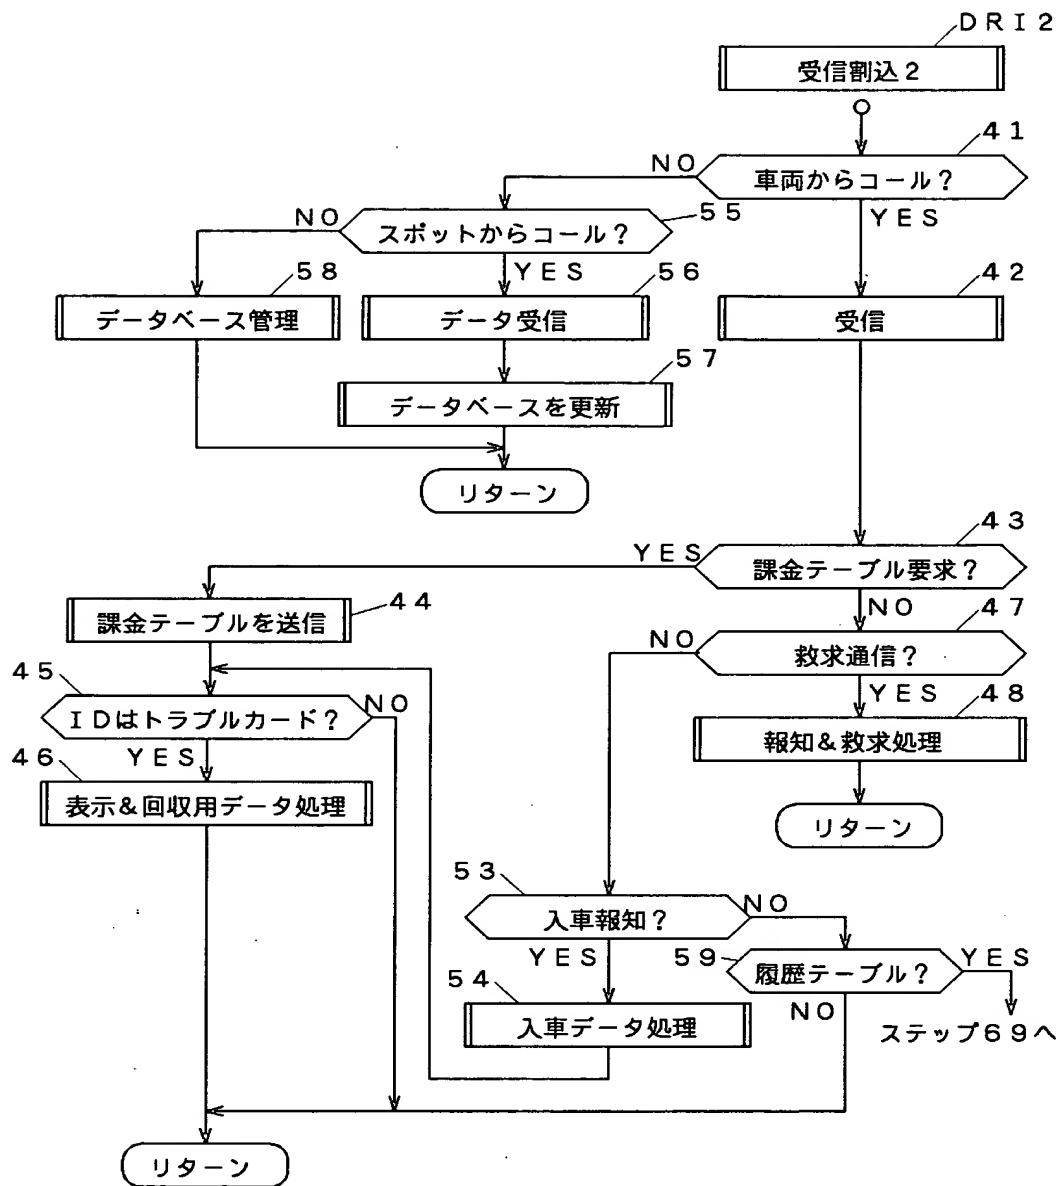 DRI2
受信割込2
41
車両からコール?
NO
YES
55
スポットからコール?
NO
YES
58
データベース管理
56
データ受信
42
受信
57
データベースを更新
リターン
43
課金テーブル要求?
YES
NO
44
課金テーブルを送信
47
救求通信?
NO
YES
45
IDはトラブルカード?
NO
YES
48
報知&救求処理
46
表示&回収用データ処理
リターン
53
入車報知?
NO
YES
59
履歴テーブル?
YES
NO
54
入車データ処理
ステップ69へ
リターン